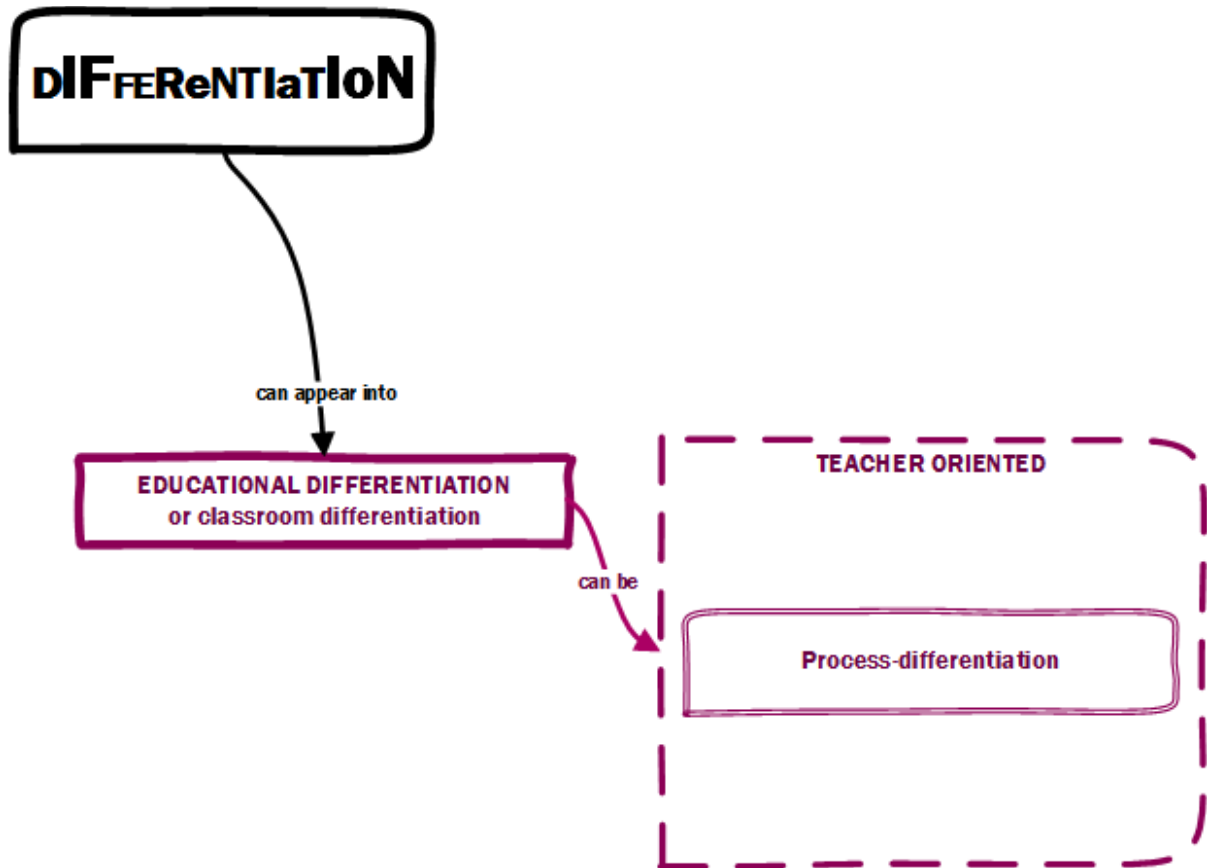 DIFFEReNTIaTIoN
can appear into
EDUCATIONAL DIFFERENTIATION
or classroom differentiation
can be
TEACHER ORIENTED
Process-differentiation